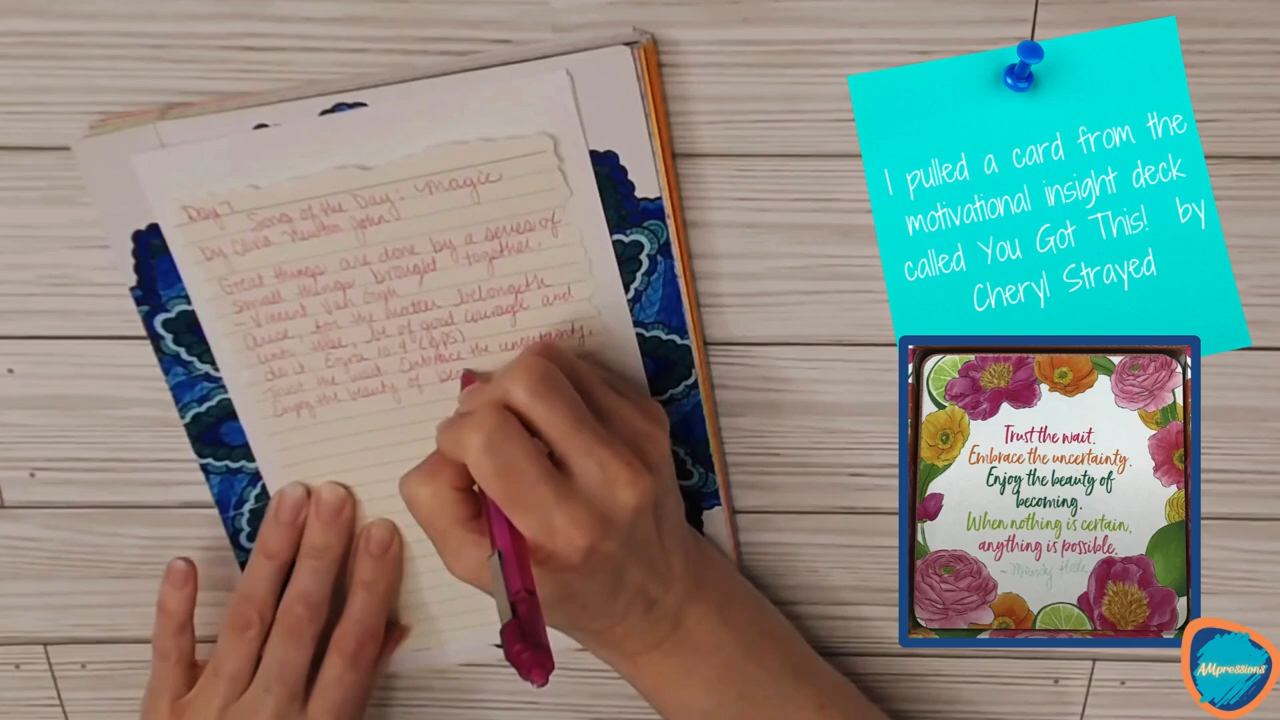 Day 7
Song of the Day: Magic
by Olivia Newton John
Great things are done by a series of
small things brought together.
- Vincent Van Gogh
Arise, for the matter belongeth
unto thee, be of good courage and
do it. Ezra 10:4
Trust the wait. Embrace the uncertainty.
Enjoy the beauty of bec
I pulled a card from the
motivational insight deck
called You Got This! by
Cheryl Strayed
Trust the wait.
Embrace the uncertainty.
Enjoy the beauty of
becoming.
When nothing is certain,
anything is possible.
- Mandy Hale
AMpressions